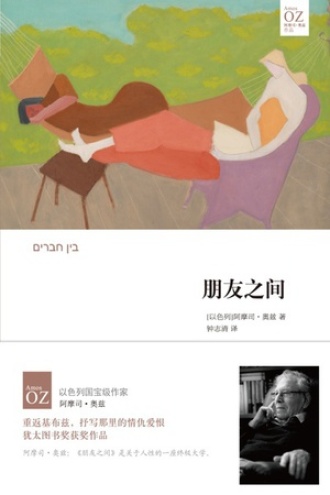 Amos
OZ
阿摩司·奥兹
作品
בין חברים
朋友之间
[以色列]阿摩司·奥兹 著
钟志清 译
Amos
OZ
以色列国宝级作家
阿摩司·奥兹
重返基布兹，抒写那里的情仇爱恨
犹太图书奖获奖作品
阿摩司·奥兹：《朋友之间》是关于人性的一座桥极大学。